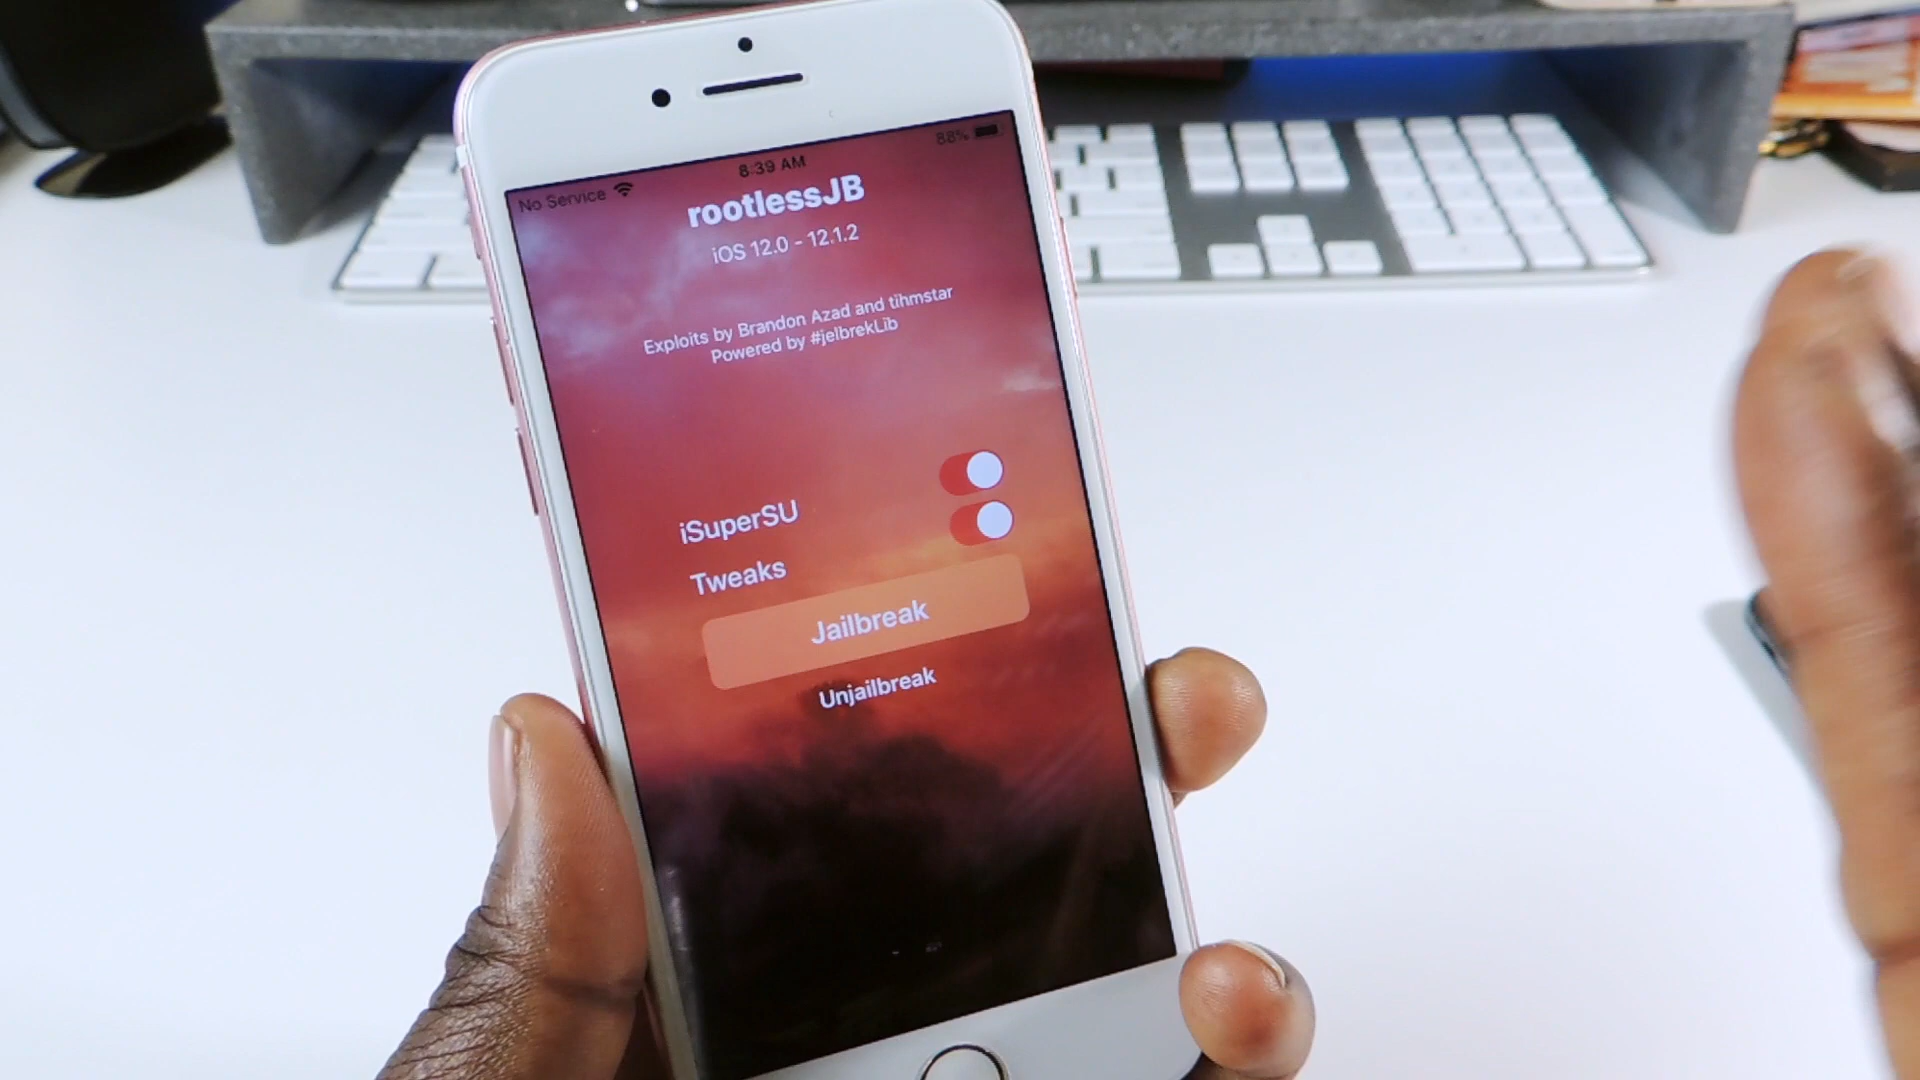 No Service 8:39 AM 88%
rootlessJB
iOS 12.0 - 12.1.2
Exploits by Brandon Azad and tihmstar
Powered by #jelbrekLib
iSuperSU
Tweaks
Jailbreak
Unjailbreak